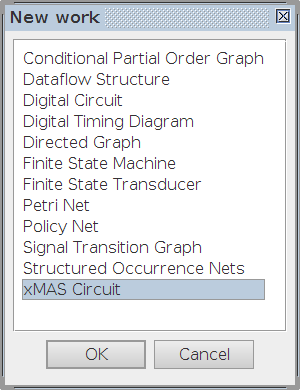 New work
Conditional Partial Order Graph
Dataflow Structure
Digital Circuit
Digital Timing Diagram
Directed Graph
Finite State Machine
Finite State Transducer
Petri Net
Policy Net
Signal Transition Graph
Structured Occurrence Nets
xMAS Circuit
OK
Cancel